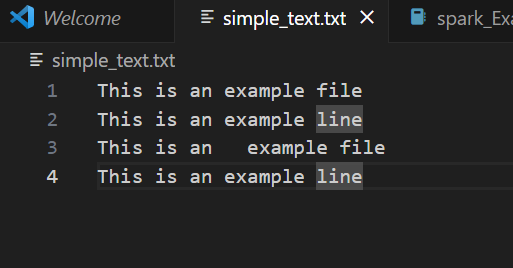 Welcome
simple_text.txt
spark_Exa
simple_text.txt
1 This is an example file
2 This is an example line
3 This is an   example file
4 This is an example line